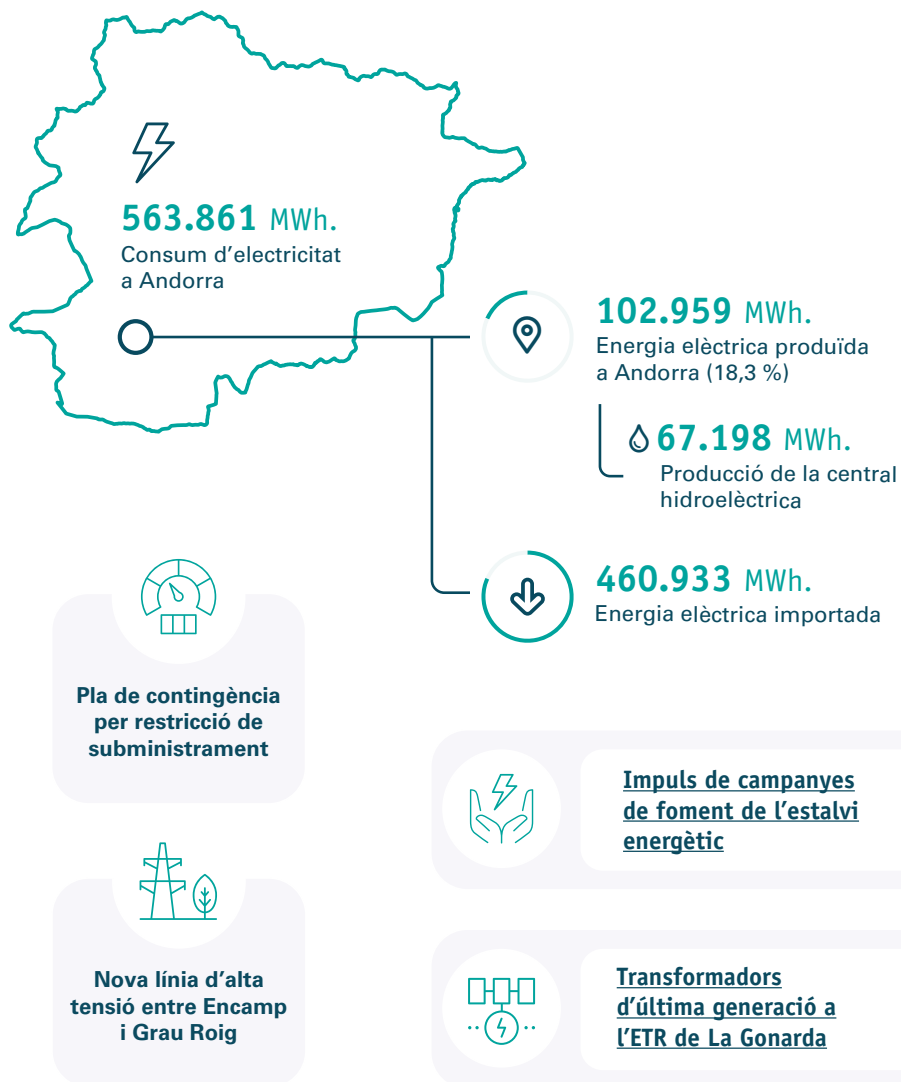 563.861 MWh.
Consum d'electricitat
a Andorra
102.959 MWh.
Energia elèctrica produïda
a Andorra (18,3 %)
67.198 MWh.
Producció de la central
hidroelèctrica
460.933 MWh.
Energia elèctrica importada
Pla de contingència
per restricció de
subministrament
Impuls de campanyes
de foment de l'estalvi
energètic
Nova línia d'alta
tensió entre Encamp
i Grau Roig
Transformadors
d'última generació a
l'ETR de La Gonarda